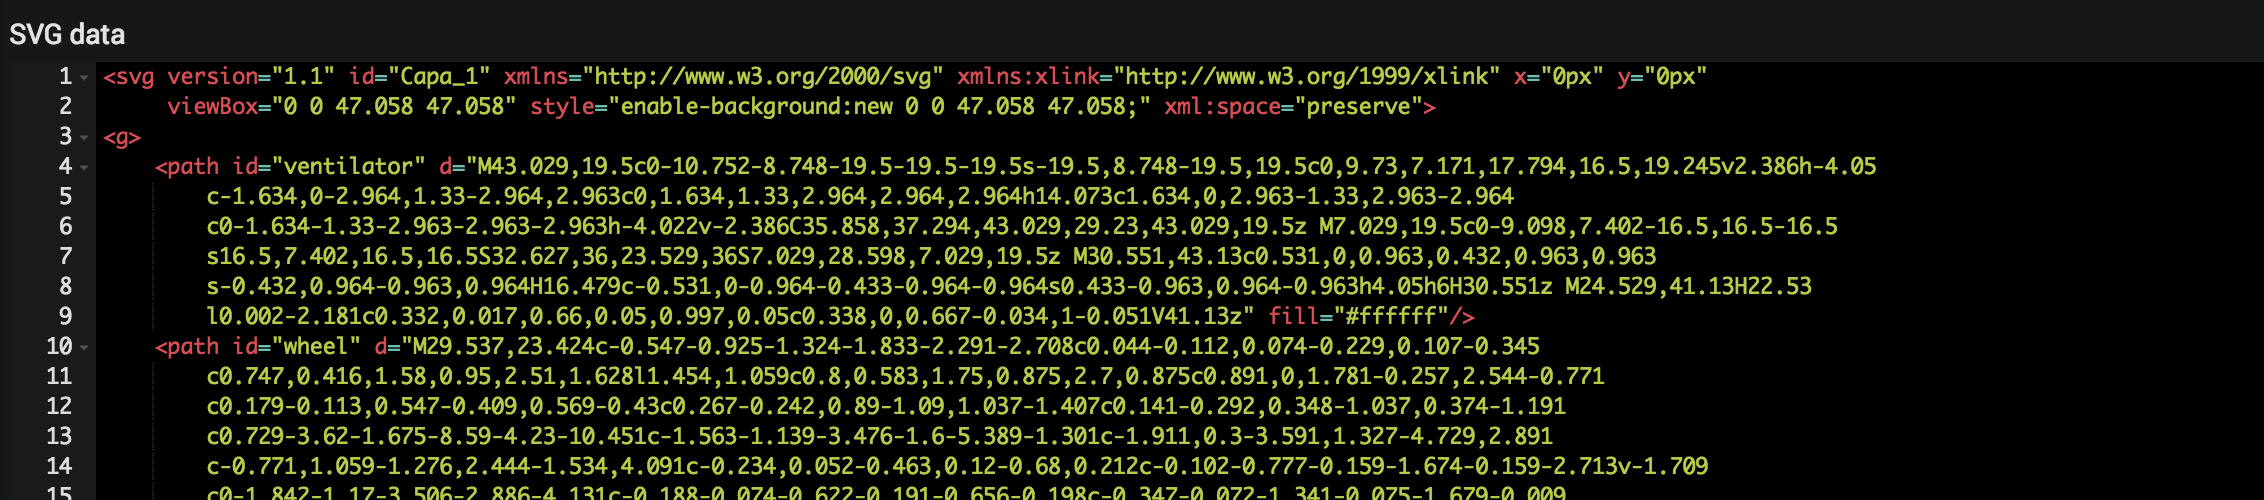 SVG data
1 <svg version="1.1" id="Capa_1" xmlns="http://www.w3.org/2000/svg" xmlns:xlink="http://www.w3.org/1999/xlink" x="0px" y="0px"
2 viewBox="0 0 47.058 47.058" style="enable-background:new 0 0 47.058 47.058;" xml:space="preserve">
3 <g>
4 <path id="ventilator" d="M43.029,19.5c0-10.752-8.748-19.5-19.5-19.5s-19.5,8.748-19.5,19.5c0,9.73,7.171,17.794,16.5,19.245v2.386h-4.05
5 c-1.634,0-2.964,1.33-2.964,2.963c0,1.634,1.33,2.964,2.964,2.964h14.073c1.634,0,2.963-1.33,2.963-2.964
6 c0-1.634-1.33-2.963-2.963-2.963h-4.022v-2.386C35.858,37.294,43.029,29.23,43.029,19.5z M7.029,19.5c0-9.098,7.402-16.5,16.5-16.5
7 s16.5,7.402,16.5,16.5S32.627,36,23.529,36S7.029,28.598,7.029,19.5z M30.551,43.13c0.531,0,0.963,0.432,0.963,0.963
8 s-0.432,0.964-0.963,0.964H16.479c-0.531,0-0.964-0.433-0.964-0.964s0.433-0.963,0.964-0.963h4.05h6H30.551z M24.529,41.13H22.53
9 l0.002-2.181c0.332,0.017,0.66,0.05,0.997,0.05c0.338,0,0.667-0.034,1-0.051V41.13z" fill="#ffffff"/>
10 <path id="wheel" d="M29.537,23.424c-0.547-0.925-1.324-1.833-2.291-2.708c0.044-0.112,0.074-0.229,0.107-0.345
11 c0.747,0.416,1.58,0.95,2.51,1.628l1.454,1.059c0.8,0.583,1.75,0.875,2.7,0.875c0.891,0,1.781-0.257,2.544-0.771
12 c0.179-0.113,0.547-0.409,0.569-0.43c0.267-0.242,0.89-1.09,1.037-1.407c0.141-0.292,0.348-1.037,0.374-1.191
13 c0.729-3.62-1.675-8.59-4.23-10.451c-1.563-1.139-3.476-1.6-5.389-1.301c-1.911,0.3-3.591,1.327-4.729,2.891
14 c-0.771,1.059-1.276,2.444-1.534,4.091c-0.234,0.052-0.463,0.12-0.68,0.212c-0.102-0.777-0.159-1.674-0.159-2.713v-1.709
15 c0-1.842-1.17-3.506-2.886-4.131c-0.188-0.074-0.622-0.191-0.656-0.198c-0.347-0.072-1.341-0.075-1.679-0.009